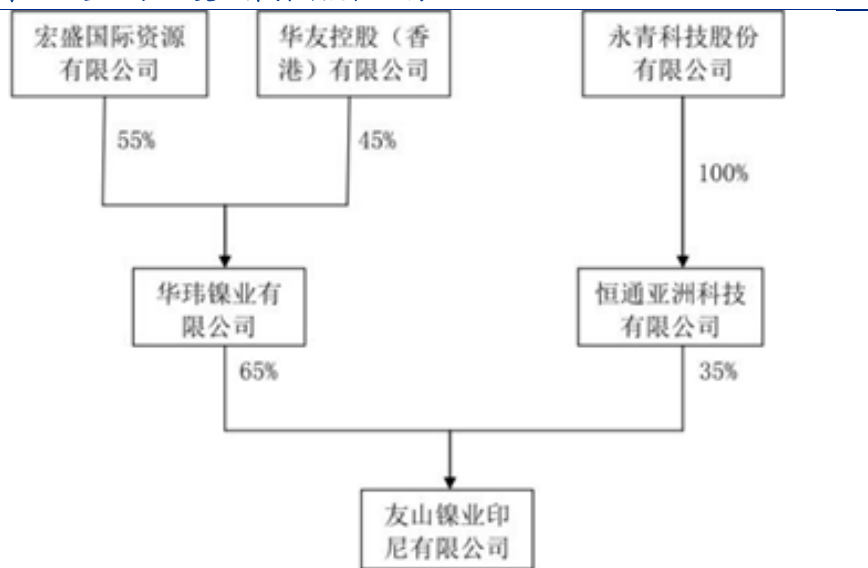 宏盛国际资源
有限公司
华友控股（香
港）有限公司
永青科技股份
有限公司
55%
45%
100%
华玮镍业有
限公司
恒通亚洲科技
有限公司
65%
35%
友山镍业印
尼有限公司